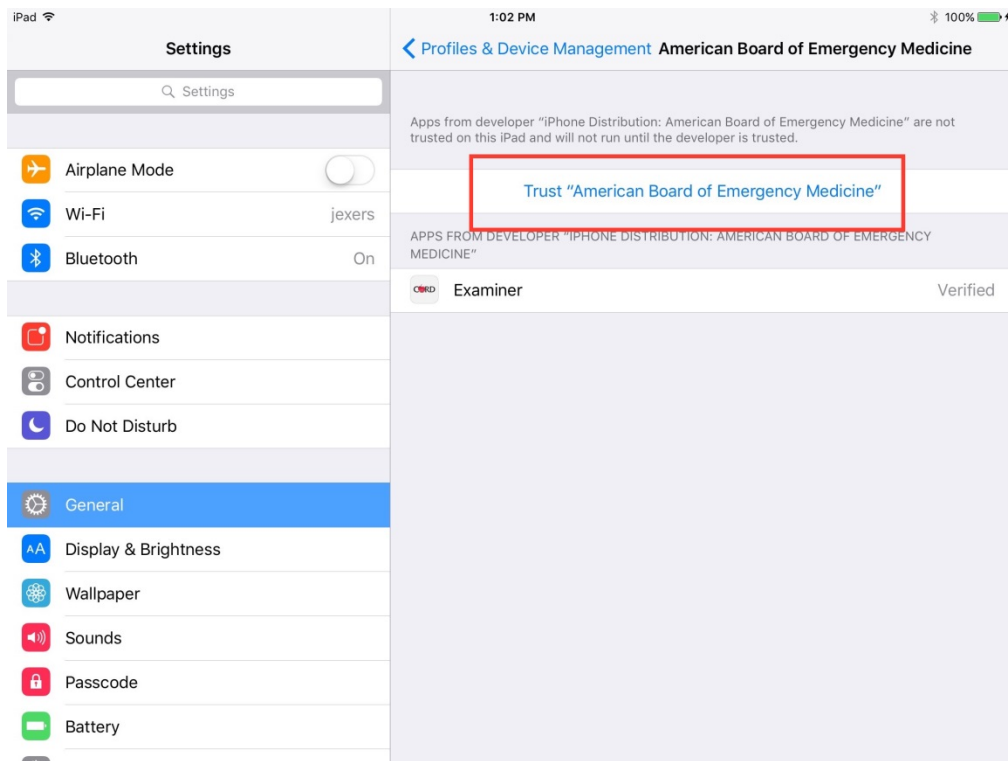 iPad
1:02 PM
100%
Settings
Profiles & Device Management American Board of Emergency Medicine
Settings
Apps from developer “iPhone Distribution: American Board of Emergency Medicine” are not
trusted on this iPad and will not run until the developer is trusted.
Airplane Mode
Trust “American Board of Emergency Medicine”
Wi-Fi jexers
APPS FROM DEVELOPER “IPHONE DISTRIBUTION: AMERICAN BOARD OF EMERGENCY
MEDICINE”
Bluetooth On
CORD Examiner Verified
Notifications
Control Center
Do Not Disturb
General
AA Display & Brightness
Wallpaper
Sounds
Passcode
Battery